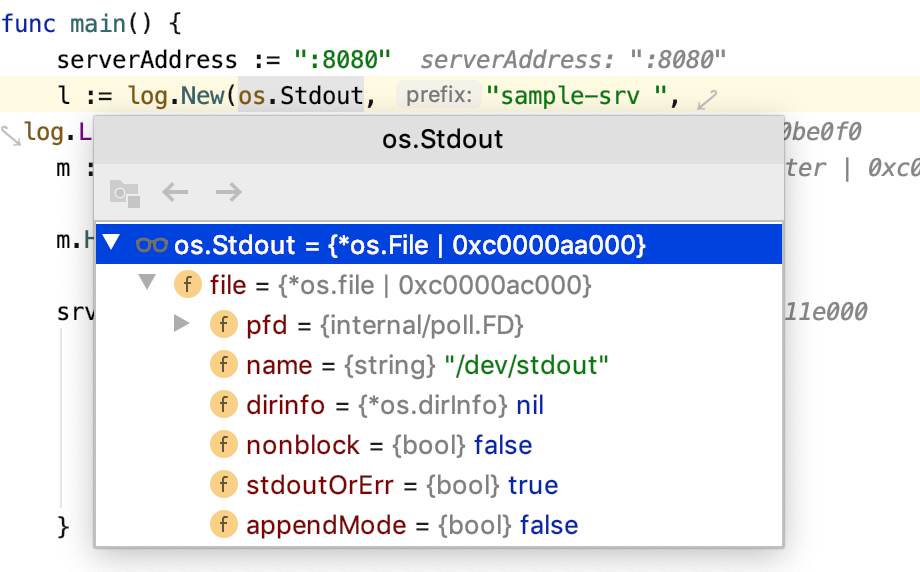 func main() {
serverAddress := ":8080" serverAddress: ":8080"
l := log.New(os.Stdout, prefix: "sample-srv ",
log.L 0be0f0
m : ter | 0xc0
m.H
srv 11e000
}
os.Stdout
os.Stdout = {*os.File | 0xc0000aa000}
file = {*os.file | 0xc0000ac000}
f pfd = {internal/poll.FD}
f name = {string} "/dev/stdout"
f dirinfo = {*os.dirInfo} nil
f nonblock = {bool} false
f stdoutOrErr = {bool} true
f appendMode = {bool} false